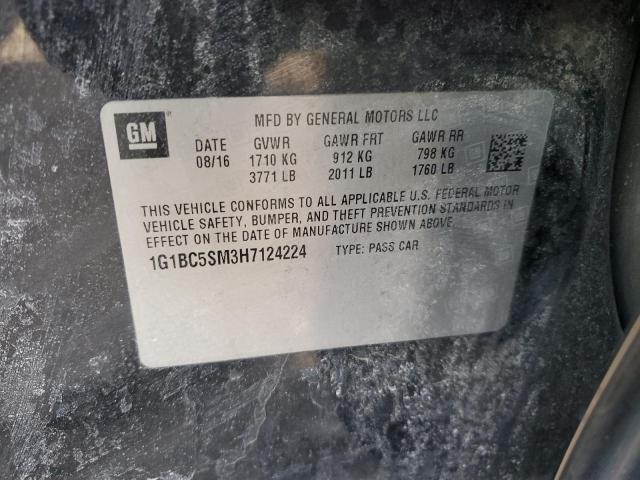 GM
MFD BY GENERAL MOTORS LLC
DATE GVWR GAWR FRT GAWR RR
08/16 1710 KG 912 KG 798 KG
3771 LB 2011 LB 1760 LB
THIS VEHICLE CONFORMS TO ALL APPLICABLE U.S. FEDERAL MOTOR
VEHICLE SAFETY, BUMPER, AND THEFT PREVENTION STANDARDS IN
EFFECT ON THE DATE OF MANUFACTURE SHOWN ABOVE.
1G1BC5SM3H7124224 TYPE: PASS CAR